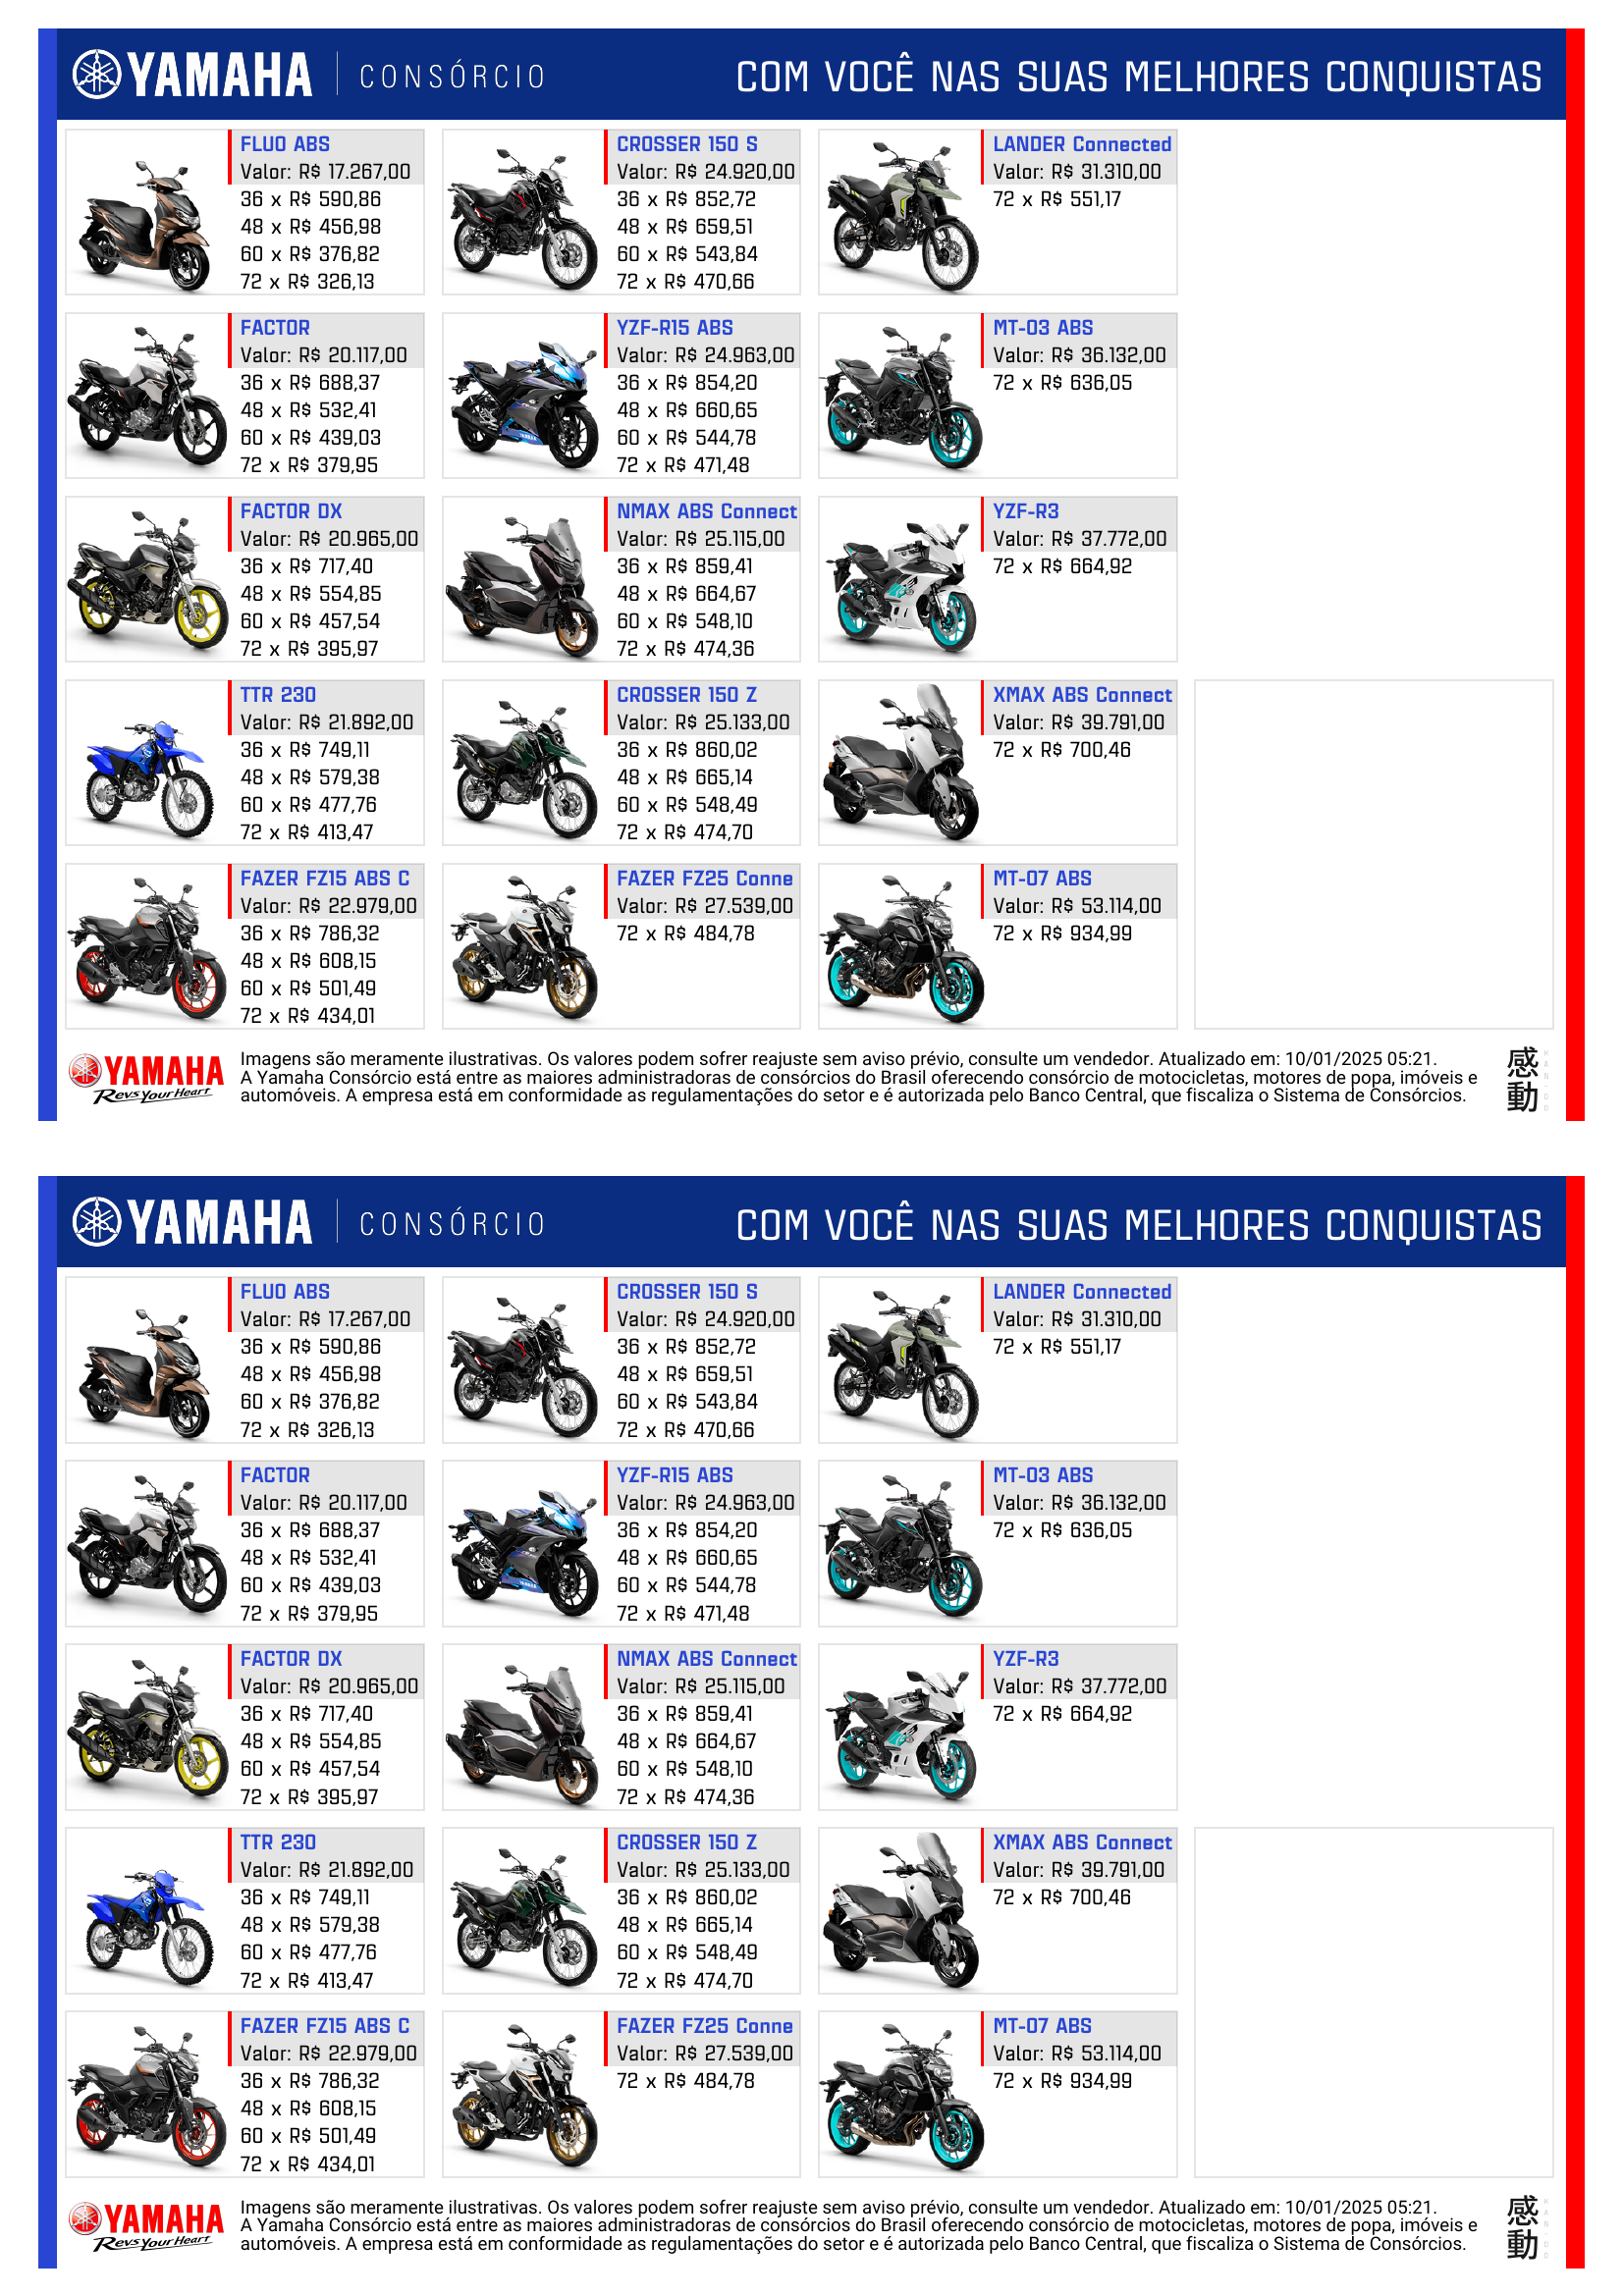 YAMAHA CONSÓRCIO
COM VOCÊ NAS SUAS MELHORES CONQUISTAS
FLUO ABS
Valor: R$ 17.267,00
36 x R$ 590,86
48 x R$ 456,98
60 x R$ 376,82
72 x R$ 326,13
FACTOR
Valor: R$ 20.117,00
36 x R$ 688,37
48 x R$ 532,41
60 x R$ 439,03
72 x R$ 379,95
FACTOR DX
Valor: R$ 20.965,00
36 x R$ 717,40
48 x R$ 554,85
60 x R$ 457,54
72 x R$ 395,97
TTR 230
Valor: R$ 21.892,00
36 x R$ 749,11
48 x R$ 579,38
60 x R$ 477,76
72 x R$ 413,47
FAZER FZ15 ABS C
Valor: R$ 22.979,00
36 x R$ 786,32
48 x R$ 608,15
60 x R$ 501,49
72 x R$ 434,01
CROSSER 150 S
Valor: R$ 24.920,00
36 x R$ 852,72
48 x R$ 659,51
60 x R$ 543,84
72 x R$ 470,66
YZF-R15 ABS
Valor: R$ 24.963,00
36 x R$ 854,20
48 x R$ 660,65
60 x R$ 544,78
72 x R$ 471,48
NMAX ABS Connect
Valor: R$ 25.115,00
36 x R$ 859,41
48 x R$ 664,67
60 x R$ 548,10
72 x R$ 474,36
CROSSER 150 Z
Valor: R$ 25.133,00
36 x R$ 860,02
48 x R$ 665,14
60 x R$ 548,49
72 x R$ 474,70
FAZER FZ25 Conne
Valor: R$ 27.539,00
72 x R$ 484,78
LANDER Connected
Valor: R$ 31.310,00
72 x R$ 551,17
MT-03 ABS
Valor: R$ 36.132,00
72 x R$ 636,05
YZF-R3
Valor: R$ 37.772,00
72 x R$ 664,92
XMAX ABS Connect
Valor: R$ 39.791,00
72 x R$ 700,46
MT-07 ABS
Valor: R$ 53.114,00
72 x R$ 934,99
YAMAHA
Revs Your Heart
Imagens são meramente ilustrativas. Os valores podem sofrer reajuste sem aviso prévio, consulte um vendedor. Atualizado em: 10/01/2025 05:21.
A Yamaha Consórcio está entre as maiores administradoras de consórcios do Brasil oferecendo consórcio de motocicletas, motores de popa, imóveis e
automóveis. A empresa está em conformidade as regulamentações do setor e é autorizada pelo Banco Central, que fiscaliza o Sistema de Consórcios.
感動
YAMAHA CONSÓRCIO
COM VOCÊ NAS SUAS MELHORES CONQUISTAS
FLUO ABS
Valor: R$ 17.267,00
36 x R$ 590,86
48 x R$ 456,98
60 x R$ 376,82
72 x R$ 326,13
FACTOR
Valor: R$ 20.117,00
36 x R$ 688,37
48 x R$ 532,41
60 x R$ 439,03
72 x R$ 379,95
FACTOR DX
Valor: R$ 20.965,00
36 x R$ 717,40
48 x R$ 554,85
60 x R$ 457,54
72 x R$ 395,97
TTR 230
Valor: R$ 21.892,00
36 x R$ 749,11
48 x R$ 579,38
60 x R$ 477,76
72 x R$ 413,47
FAZER FZ15 ABS C
Valor: R$ 22.979,00
36 x R$ 786,32
48 x R$ 608,15
60 x R$ 501,49
72 x R$ 434,01
CROSSER 150 S
Valor: R$ 24.920,00
36 x R$ 852,72
48 x R$ 659,51
60 x R$ 543,84
72 x R$ 470,66
YZF-R15 ABS
Valor: R$ 24.963,00
36 x R$ 854,20
48 x R$ 660,65
60 x R$ 544,78
72 x R$ 471,48
NMAX ABS Connect
Valor: R$ 25.115,00
36 x R$ 859,41
48 x R$ 664,67
60 x R$ 548,10
72 x R$ 474,36
CROSSER 150 Z
Valor: R$ 25.133,00
36 x R$ 860,02
48 x R$ 665,14
60 x R$ 548,49
72 x R$ 474,70
FAZER FZ25 Conne
Valor: R$ 27.539,00
72 x R$ 484,78
LANDER Connected
Valor: R$ 31.310,00
72 x R$ 551,17
MT-03 ABS
Valor: R$ 36.132,00
72 x R$ 636,05
YZF-R3
Valor: R$ 37.772,00
72 x R$ 664,92
XMAX ABS Connect
Valor: R$ 39.791,00
72 x R$ 700,46
MT-07 ABS
Valor: R$ 53.114,00
72 x R$ 934,99
YAMAHA
Revs Your Heart
Imagens são meramente ilustrativas. Os valores podem sofrer reajuste sem aviso prévio, consulte um vendedor. Atualizado em: 10/01/2025 05:21.
A Yamaha Consórcio está entre as maiores administradoras de consórcios do Brasil oferecendo consórcio de motocicletas, motores de popa, imóveis e
automóveis. A empresa está em conformidade as regulamentações do setor e é autorizada pelo Banco Central, que fiscaliza o Sistema de Consórcios.
感動